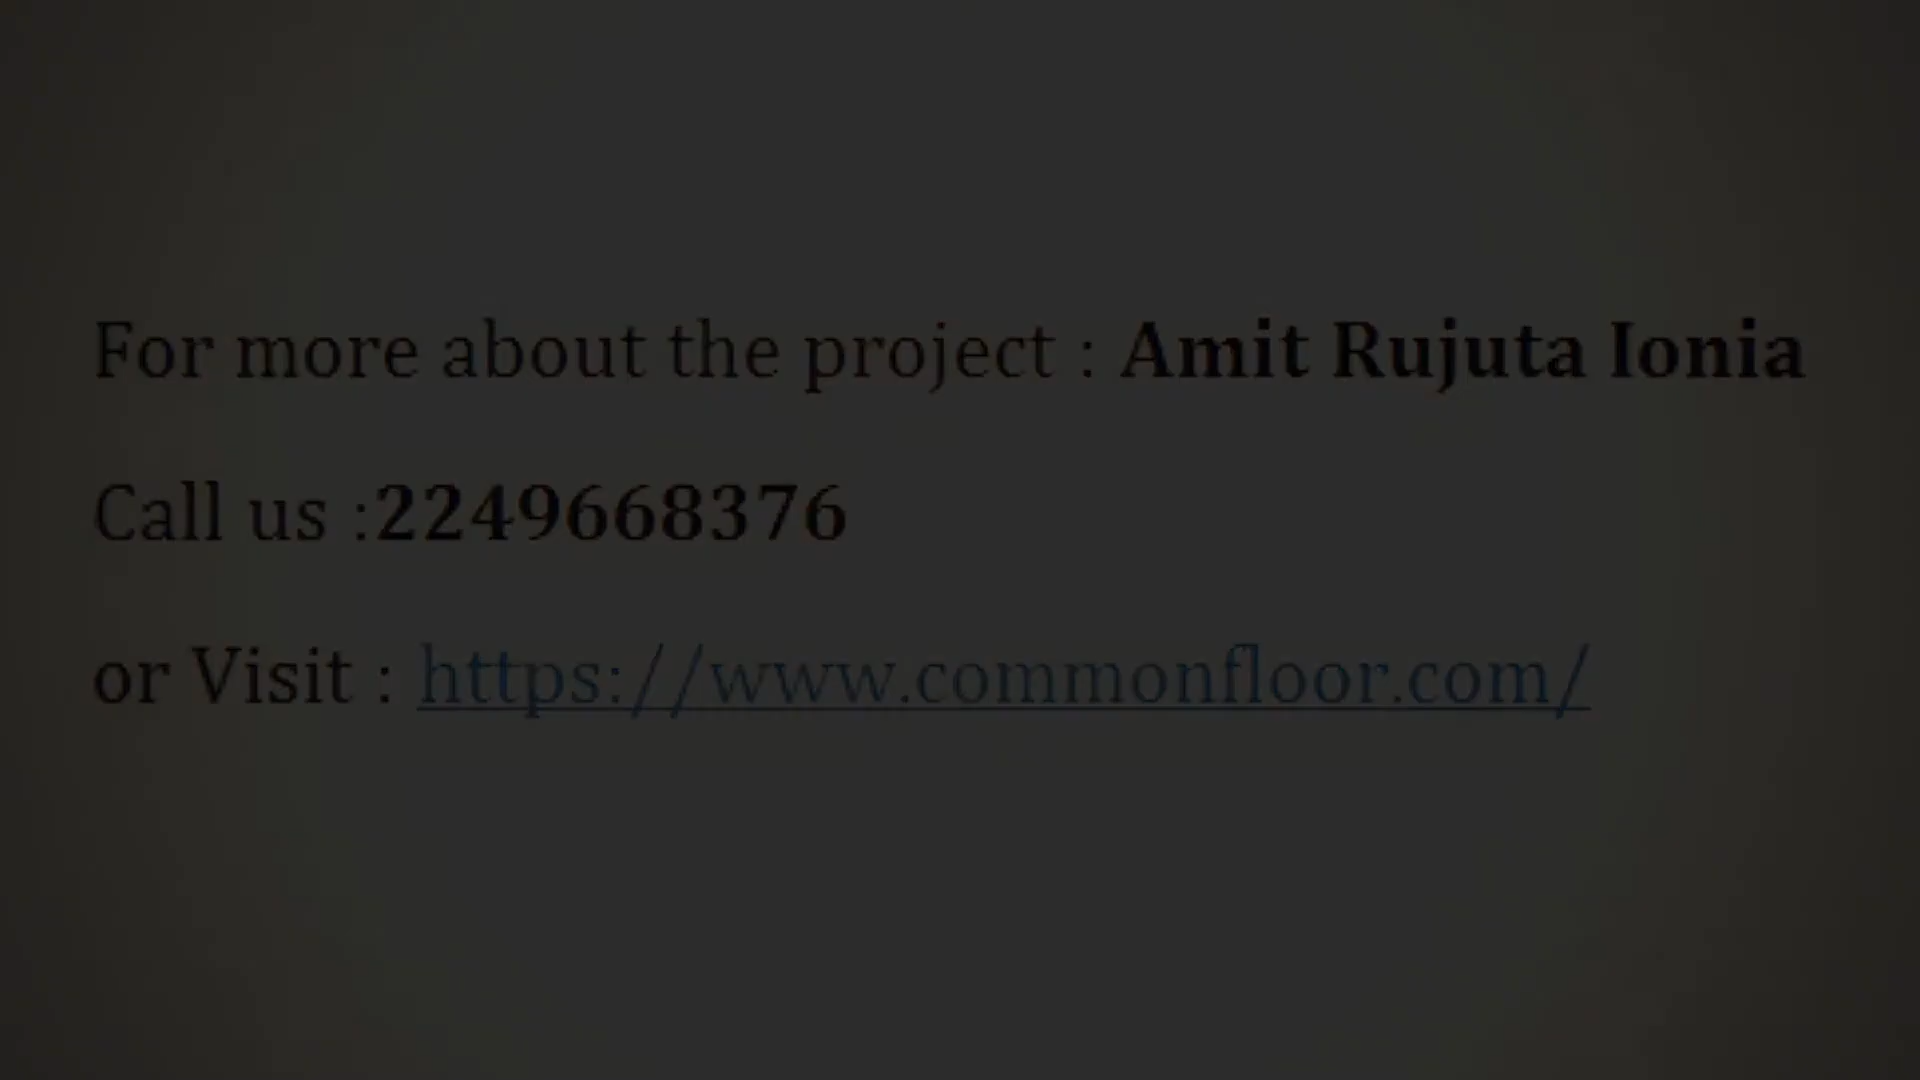 For more about the project : Amit Rujuta Ionia
Call us :2249668376
or Visit : https://www.commonfloor.com/